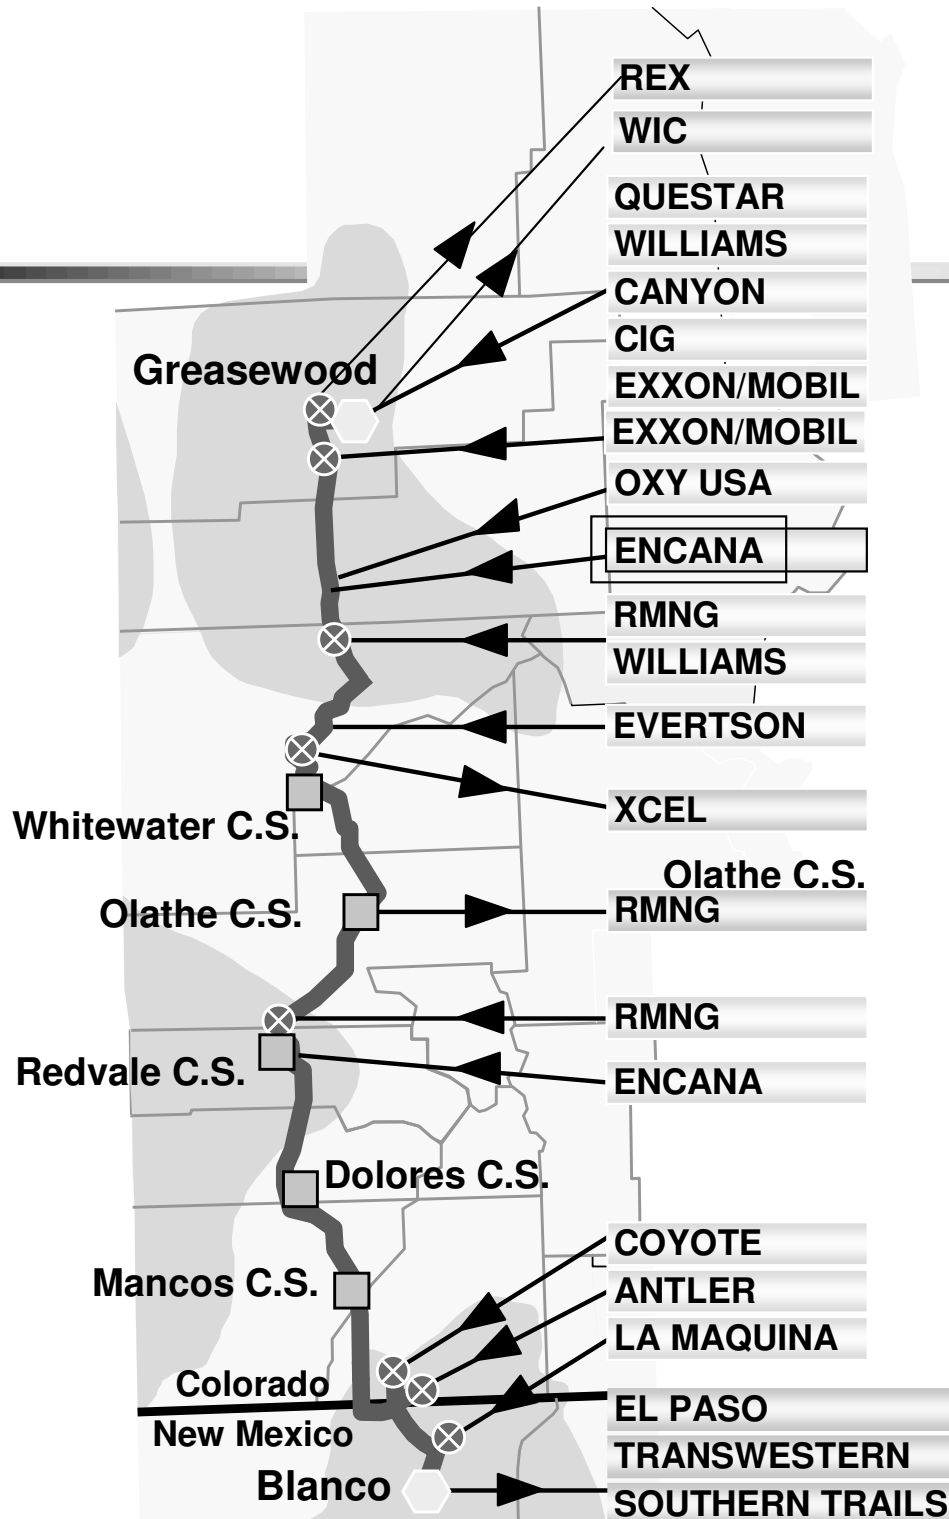 REX
WIC
QUESTAR
WILLIAMS
CANYON
CIG
Greasewood
EXXON/MOBIL
EXXON/MOBIL
OXY USA
ENCANA
RMNG
WILLIAMS
EVERTSON
XCEL
Whitewater C.S.
Olathe C.S.
Olathe C.S.
RMNG
RMNG
Redvale C.S.
ENCANA
Dolores C.S.
COYOTE
Mancos C.S.
ANTLER
LA MAQUINA
Colorado
EL PASO
New Mexico
TRANSWESTERN
Blanco
SOUTHERN TRAILS